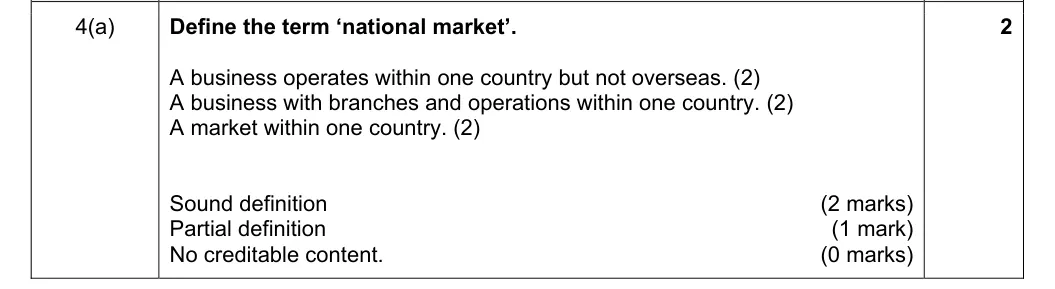 4(a) Define the term ‘national market’. 2
A business operates within one country but not overseas. (2)
A business with branches and operations within one country. (2)
A market within one country. (2)
Sound definition (2 marks)
Partial definition (1 mark)
No creditable content. (0 marks)